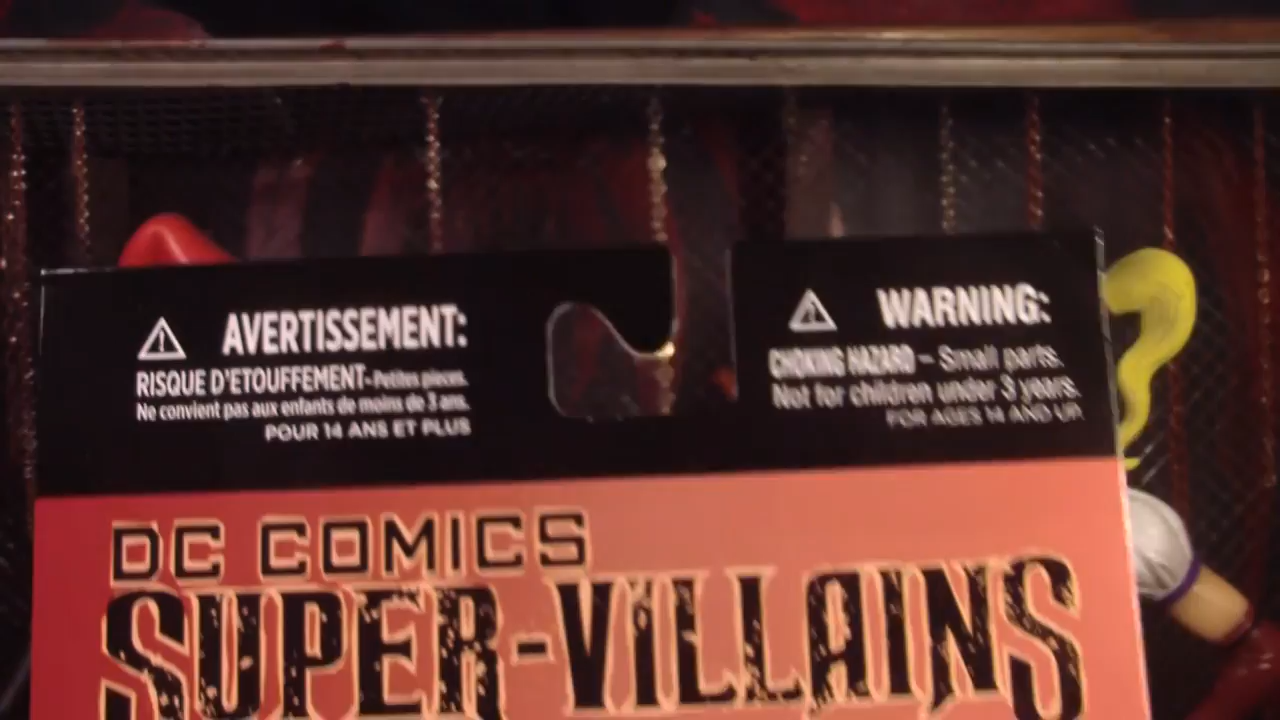 AVERTISSEMENT:
RISQUE D'ETOUFFEMENT-Petites pieces.
Ne convient pas aux enfants de moins de 3 ans.
POUR 14 ANS ET PLUS
WARNING:
CHOKING HAZARD – Small parts.
Not for children under 3 years.
FOR AGES 14 AND UP
DC COMICS
SUPER-VILLAINS